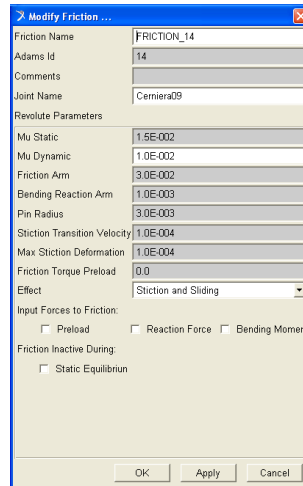 Modify Friction ...
Friction Name FRICTION_14
Adams Id 14
Comments
Joint Name Cerniera09
Revolute Parameters
Mu Static 1.5E-002
Mu Dynamic 1.0E-002
Friction Arm 3.0E-002
Bending Reaction Arm 1.0E-003
Pin Radius 3.0E-003
Stiction Transition Velocity 1.0E-004
Max Stiction Deformation 1.0E-004
Friction Torque Preload 0.0
Effect Stiction and Sliding
Input Forces to Friction:
Preload Reaction Force Bending Momer
Friction Inactive During:
Static Equilibriun
OK Apply Cancel